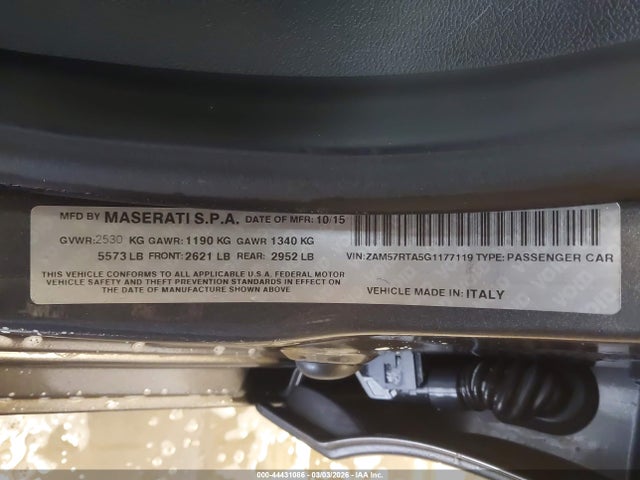 MFD BY MASERATI S.P.A. DATE OF MFR: 10/15
GVWR:2530 KG GAWR: 1190 KG GAWR 1340 KG
5573 LB FRONT: 2621 LB REAR: 2952 LB
THIS VEHICLE CONFORMS TO ALL APPLICABLE U.S.A. FEDERAL MOTOR
VEHICLE SAFETY AND THEFT PREVENTION STANDARDS IN EFFECT ON
THE DATE OF MANUFACTURE SHOWN ABOVE
VIN:ZAM57RTA5G1177119 TYPE: PASSENGER CAR
VEHICLE MADE IN: ITALY
VOID
000-44431086 - 03/03/2026 - IAA Inc.